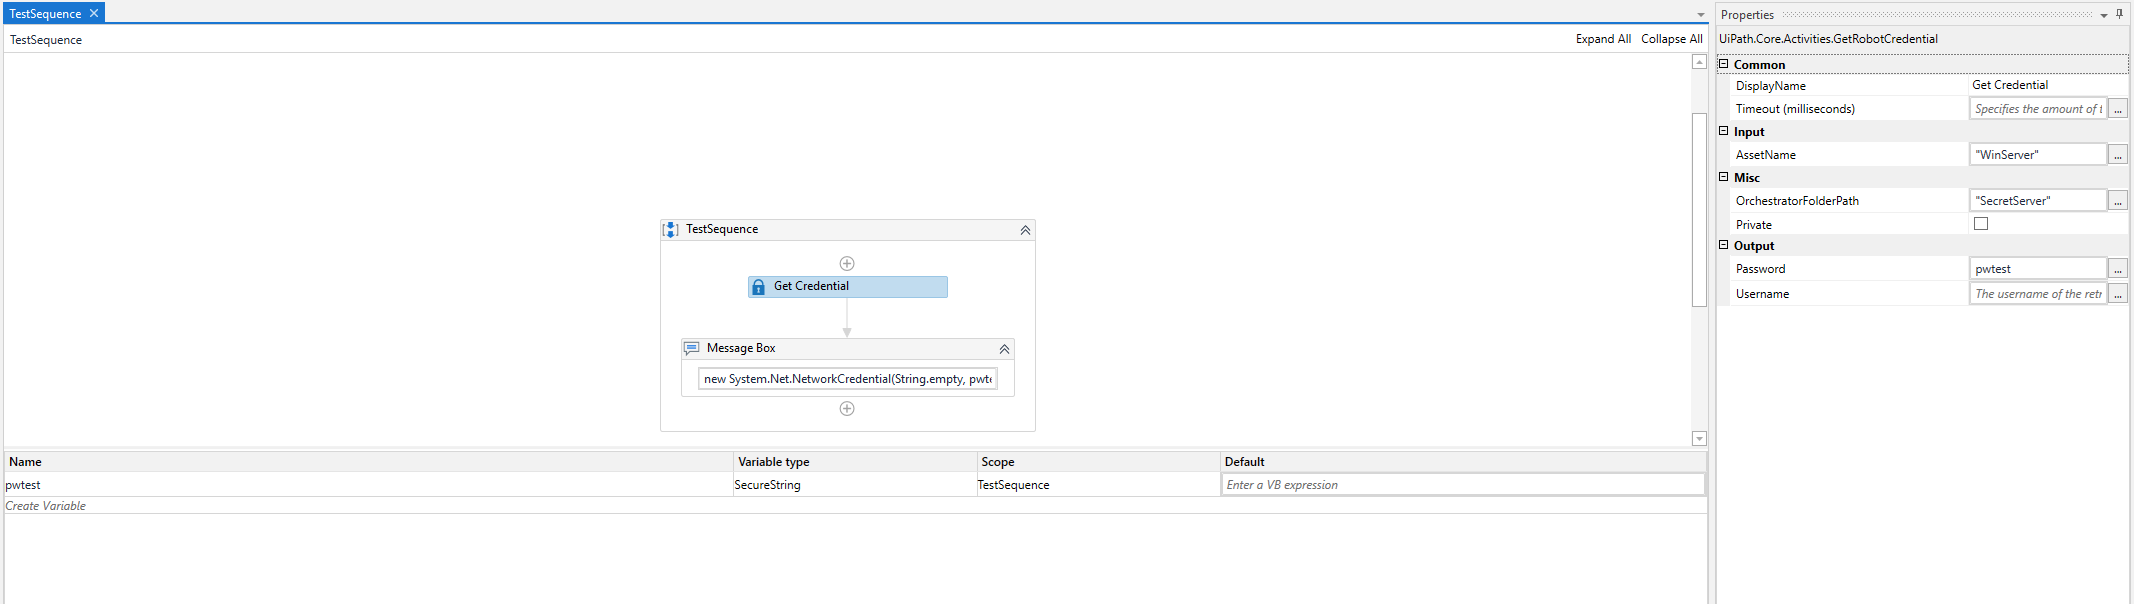 TestSequence
TestSequence
Expand All Collapse All
TestSequence
Get Credential
Message Box
new System.Net.NetworkCredential(String.empty, pwte
Name Variable type Scope Default
pwtest SecureString TestSequence Enter a VB expression
Create Variable
Properties
UiPath.Core.Activities.GetRobotCredential
Common
DisplayName Get Credential
Timeout (milliseconds) Specifies the amount of t ...
Input
AssetName "WinServer" ...
Misc
OrchestratorFolderPath "SecretServer" ...
Private
Output
Password pwtest ...
Username The username of the retr ...